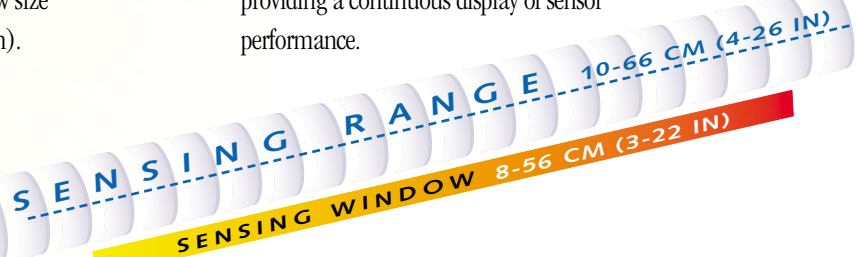 size
providing a continuous display of sensor
performance.
SENSING RANGE 10-66 CM (4-26 IN)
SENSING WINDOW 8-56 CM (3-22 IN)